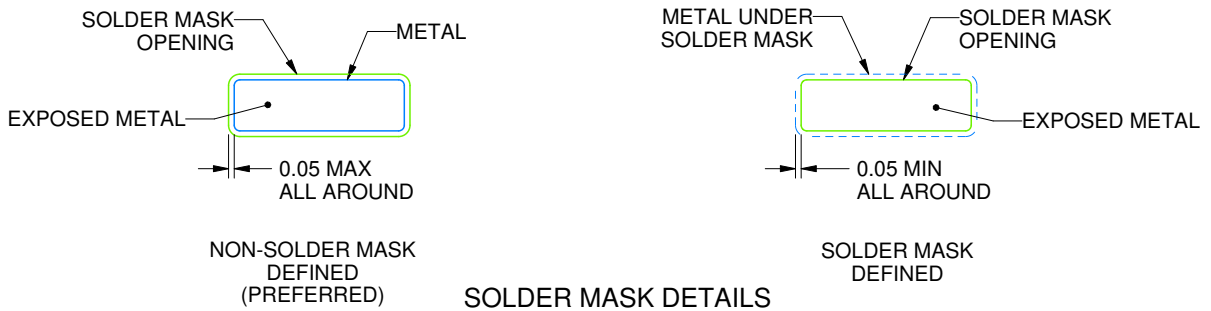 SOLDER MASK
OPENING
METAL
EXPOSED METAL
0.05 MAX
ALL AROUND
NON-SOLDER MASK
DEFINED
(PREFERRED)
METAL UNDER
SOLDER MASK
SOLDER MASK
OPENING
EXPOSED METAL
0.05 MIN
ALL AROUND
SOLDER MASK
DEFINED
SOLDER MASK DETAILS